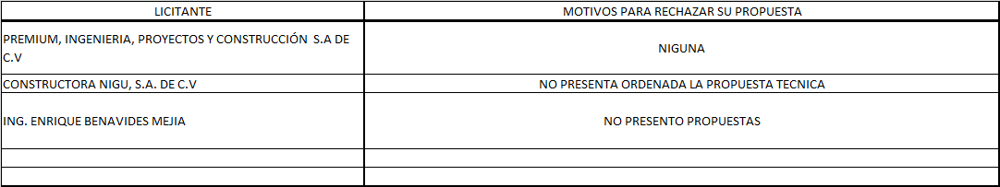 LICITANTE
MOTIVOS PARA RECHAZAR SU PROPUESTA
PREMIUM, INGENIERIA, PROYECTOS Y CONSTRUCCIÓN S.A DE
C.V
NIGUNA
CONSTRUCTORA NIGU, S.A. DE C.V
NO PRESENTA ORDENADA LA PROPUESTA TECNICA
ING. ENRIQUE BENAVIDES MEJIA
NO PRESENTO PROPUESTAS